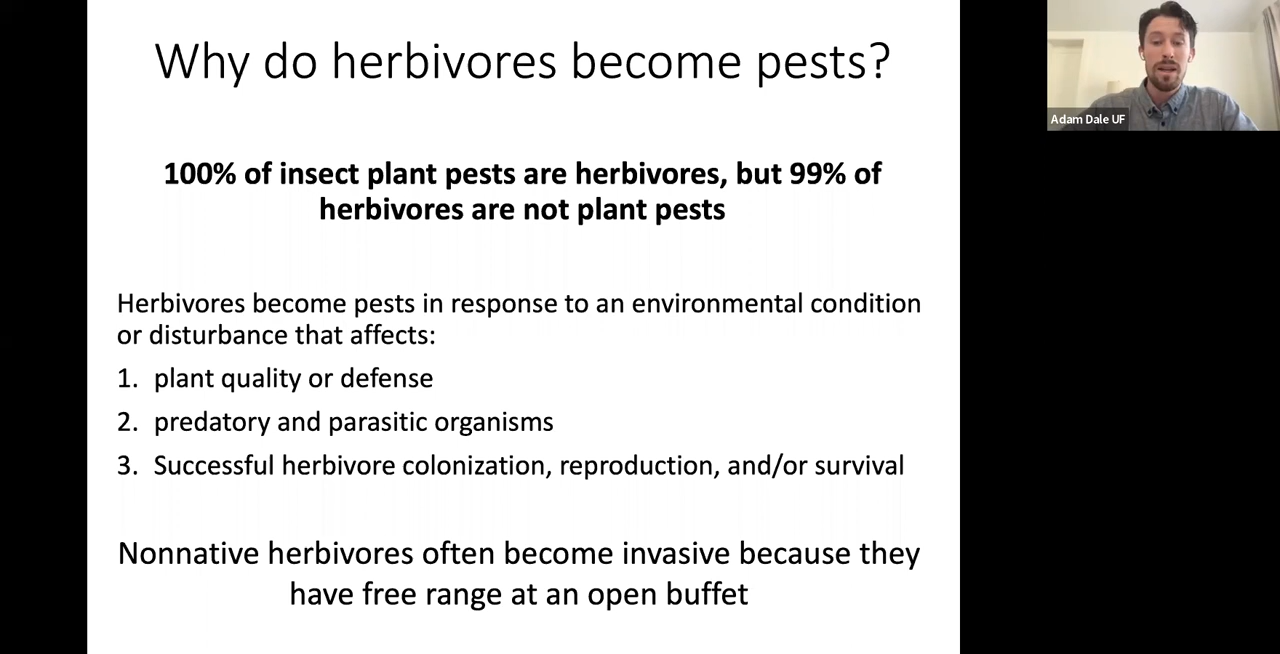 Why do herbivores become pests?
100% of insect plant pests are herbivores, but 99% of
herbivores are not plant pests
Herbivores become pests in response to an environmental condition
or disturbance that affects:
1. plant quality or defense
2. predatory and parasitic organisms
3. Successful herbivore colonization, reproduction, and/or survival
Nonnative herbivores often become invasive because they
have free range at an open buffet
Adam Dale UF